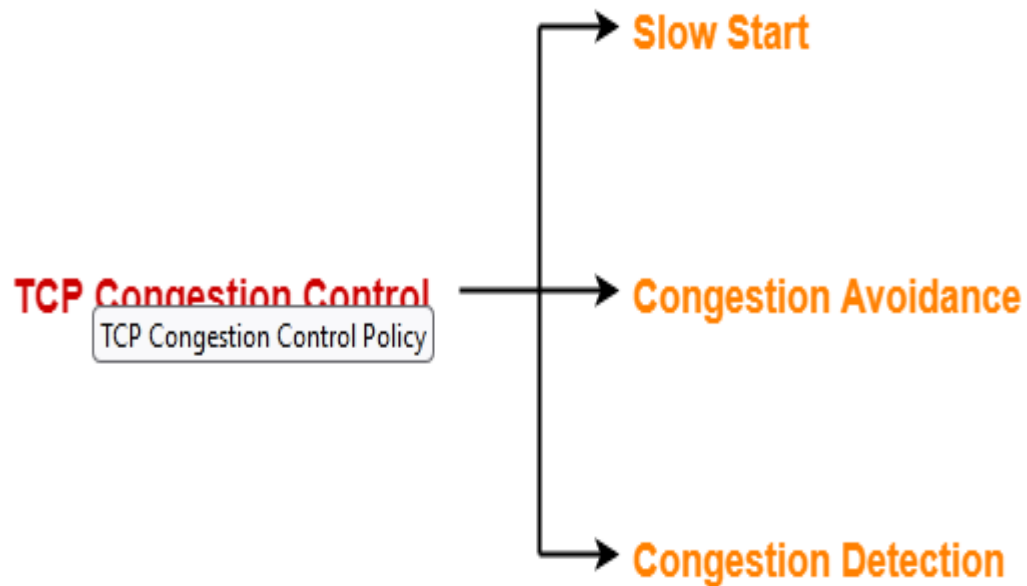 Slow Start
TCP Congestion Control
TCP Congestion Control Policy
Congestion Avoidance
Congestion Detection